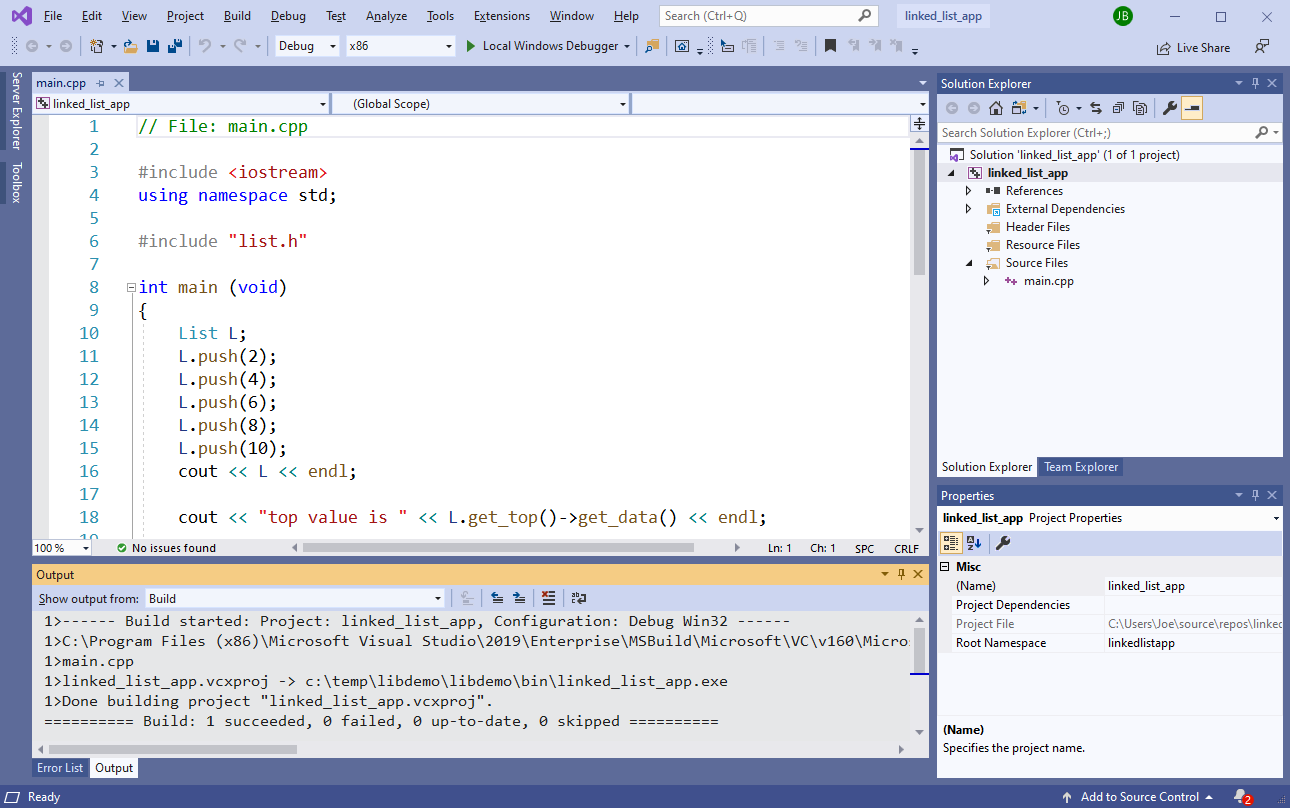 File Edit View Project Build Debug Test Analyze Tools Extensions Window Help Search (Ctrl+Q) linked_list_app JB
Debug x86 Local Windows Debugger Live Share
Server Explorer
Toolbox
main.cpp
linked_list_app (Global Scope)
1 // File: main.cpp
2
3 #include <iostream>
4 using namespace std;
5
6 #include "list.h"
7
8 int main (void)
9 {
10 List L;
11 L.push(2);
12 L.push(4);
13 L.push(6);
14 L.push(8);
15 L.push(10);
16 cout << L << endl;
17
18 cout << "top value is " << L.get_top()->get_data() << endl;
19
100 % No issues found Ln: 1 Ch: 1 SPC CRLF
Output
Show output from: Build
1>------ Build started: Project: linked_list_app, Configuration: Debug Win32 ------
1>C:\Program Files (x86)\Microsoft Visual Studio\2019\Enterprise\MSBuild\Microsoft\VC\v160\Micro
1>main.cpp
1>linked_list_app.vcxproj -> c:\temp\libdemo\libdemo\bin\linked_list_app.exe
1>Done building project "linked_list_app.vcxproj".
========== Build: 1 succeeded, 0 failed, 0 up-to-date, 0 skipped ==========
Error List Output
Solution Explorer
Search Solution Explorer (Ctrl+;)
Solution 'linked_list_app' (1 of 1 project)
linked_list_app
References
External Dependencies
Header Files
Resource Files
Source Files
main.cpp
Solution Explorer Team Explorer
Properties
linked_list_app Project Properties
Misc
(Name) linked_list_app
Project Dependencies
Project File C:\Users\Joe\source\repos\linked
Root Namespace linkedlistapp
(Name)
Specifies the project name.
Ready Add to Source Control 2